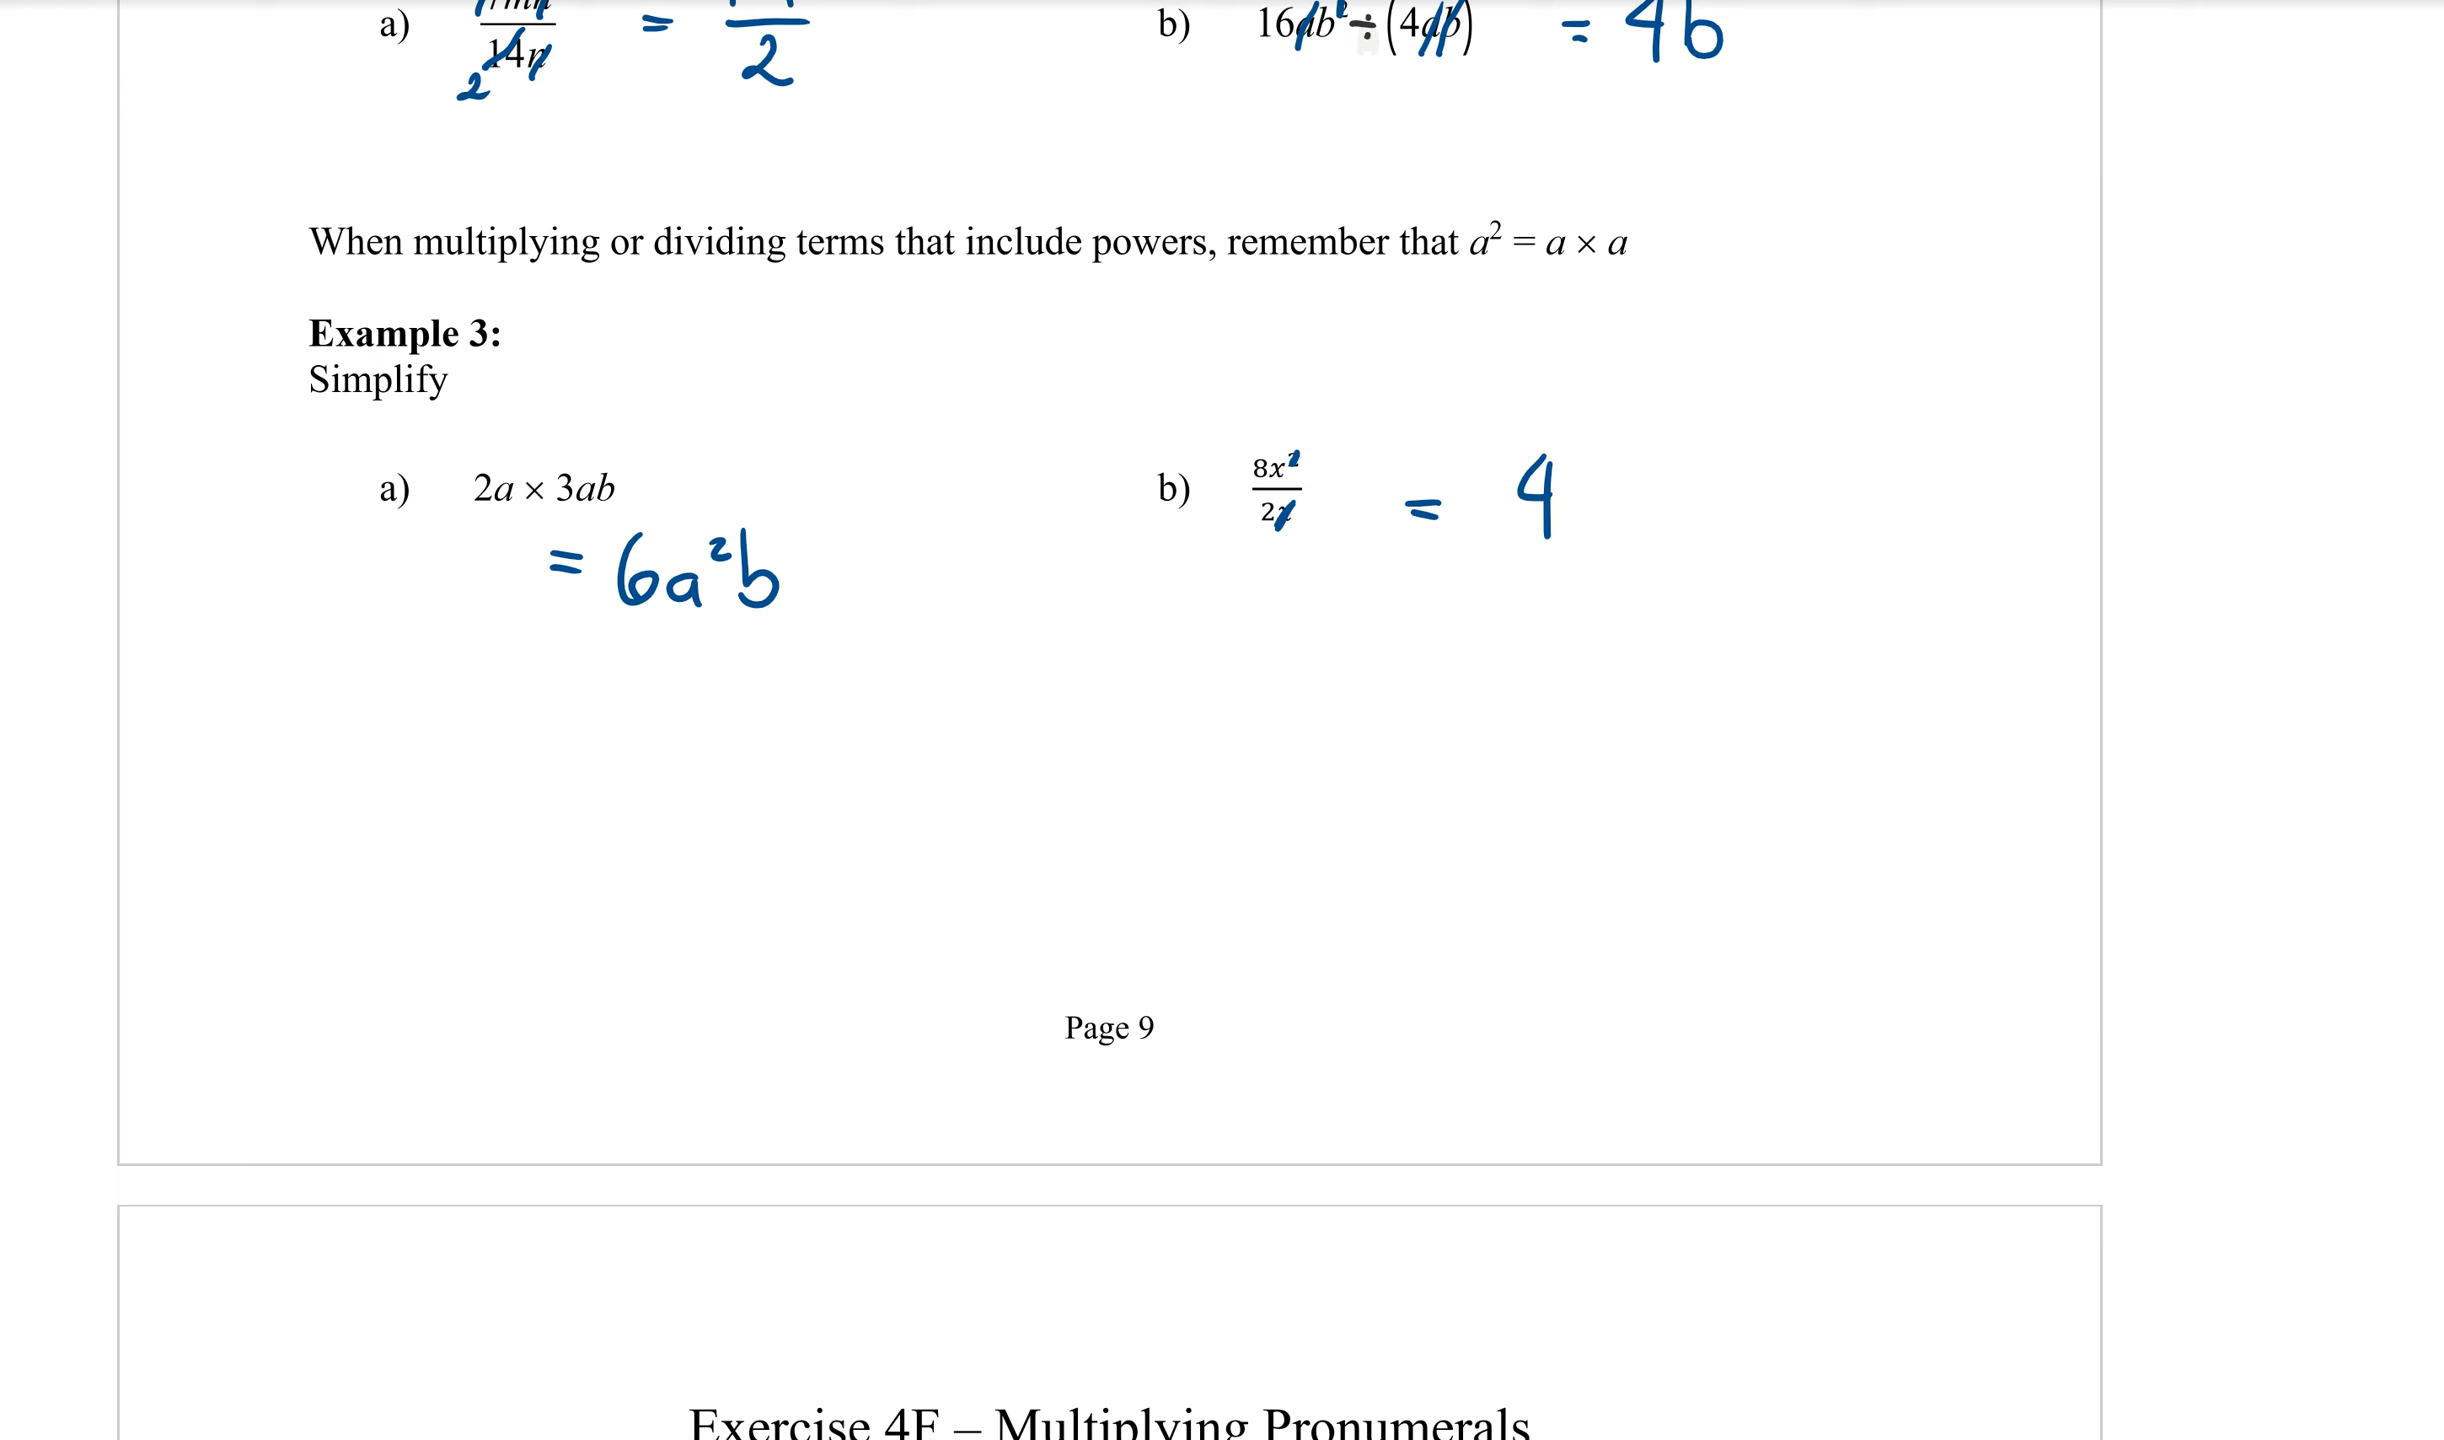 a) 14n 2 = 2 b) 16ab² ÷ (4ab) = 4b
When multiplying or dividing terms that include powers, remember that a² = a × a
Example 3:
Simplify
a) 2a × 3ab b) 8x²/2x = 4
= 6a²b
Page 9
Exercise 4F – Multiplying Pronumerals